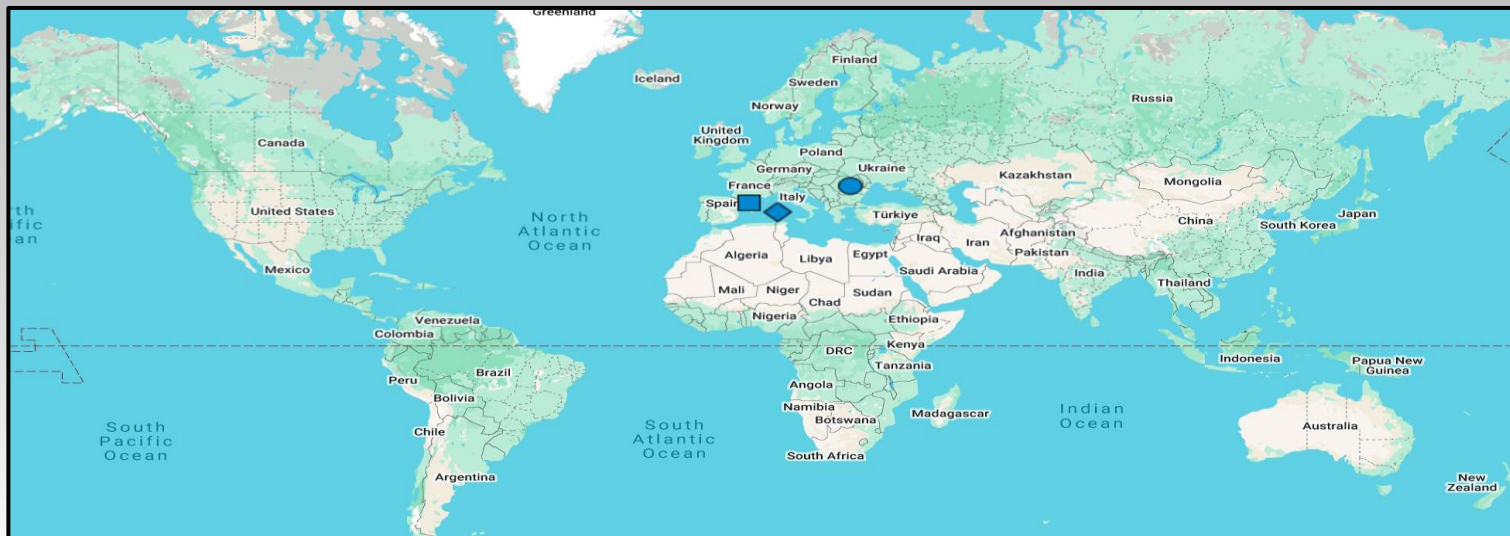 Greenland
Iceland
Finland
Sweden
Norway
Russia
Canada
United
Kingdom
Poland
Germany
Ukraine
Kazakhstan
Mongolia
France
Italy
Spain
United States
North
Atlantic
Ocean
Türkiye
China
South Korea
Japan
Iraq
Iran
Afghanistan
Pakistan
Algeria
Libya
Egypt
Saudi Arabia
India
Mexico
Mali
Niger
Chad
Sudan
Thailand
Nigeria
Ethiopia
Venezuela
Colombia
DRC
Kenya
Tanzania
Indonesia
Papua New
Guinea
Peru
Brazil
Bolivia
Angola
Namibia
Botswana
Madagascar
South Africa
Indian
Ocean
South
Pacific
Ocean
Chile
Argentina
South
Atlantic
Ocean
Australia
New
Zealand